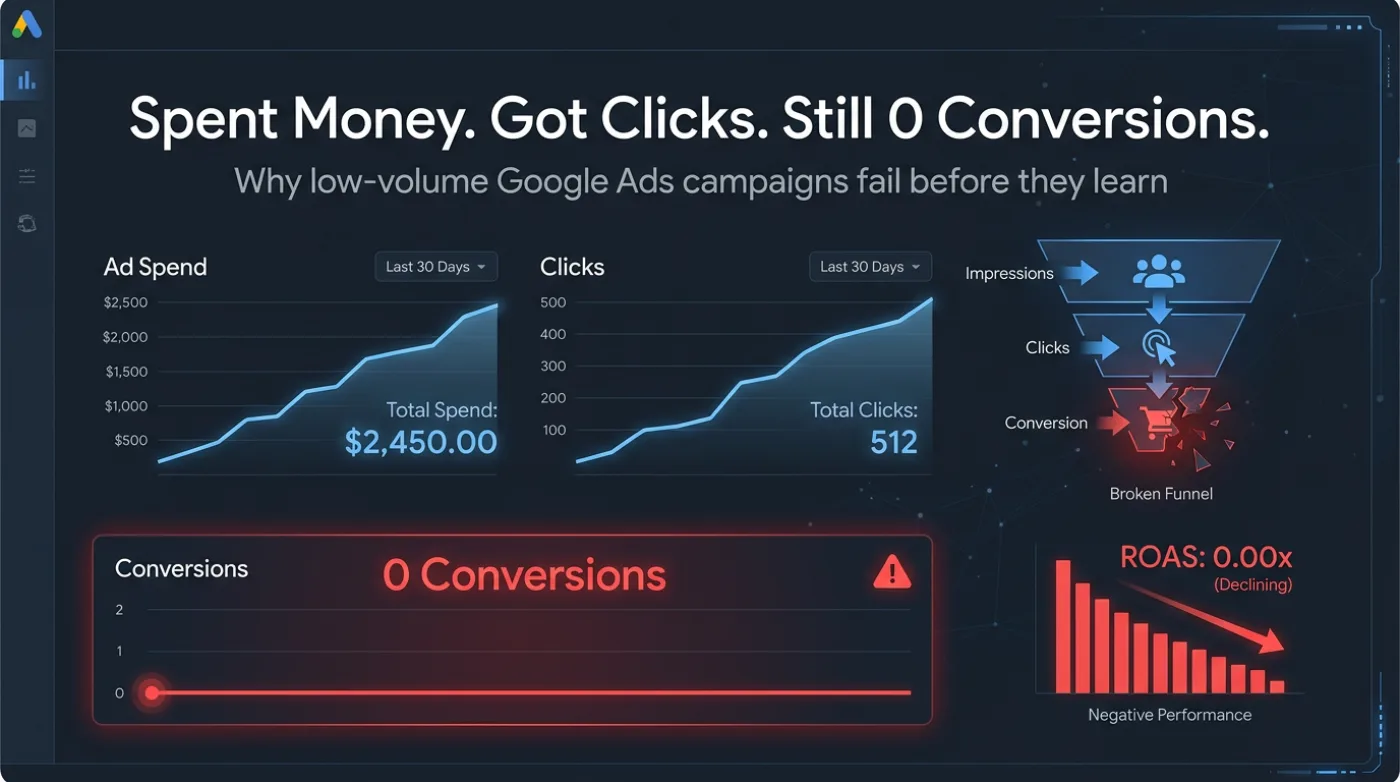 Spent Money. Got Clicks. Still 0 Conversions.
Why low-volume Google Ads campaigns fail before they learn
Ad Spend
Last 30 Days
$2,500
$2,000
$1,500
$1,000
$500
Total Spend:
$2,450.00
Clicks
Last 30 Days
500
400
300
200
100
Total Clicks:
512
Impressions
Clicks
Conversion
Broken Funnel
Conversions
0 Conversions
2
1
0
ROAS: 0.00x
(Declining)
Negative Performance